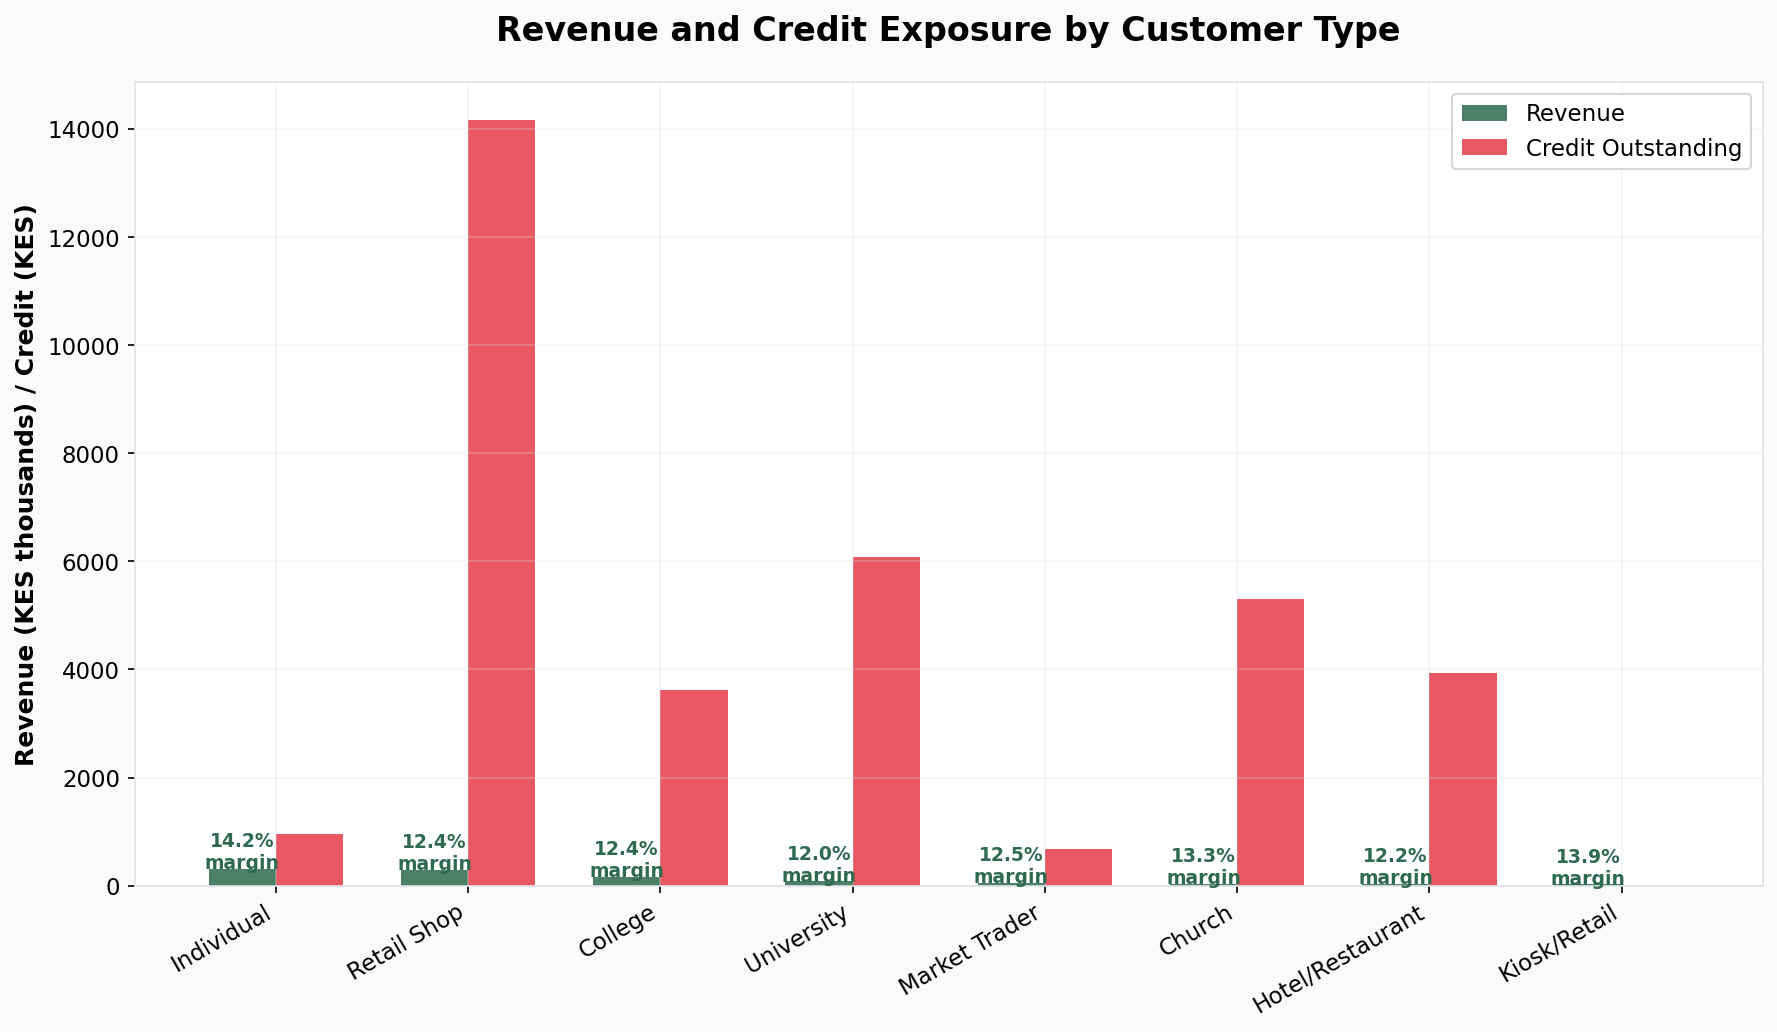 Revenue and Credit Exposure by Customer Type
Revenue
Credit Outstanding
Revenue (KES thousands) / Credit (KES)
14000
12000
10000
8000
6000
4000
2000
0
14.2%
margin
12.4%
margin
12.4%
margin
12.0%
margin
12.5%
margin
13.3%
margin
12.2%
margin
13.9%
margin
Individual
Retail Shop
College
University
Market Trader
Church
Hotel/Restaurant
Kiosk/Retail